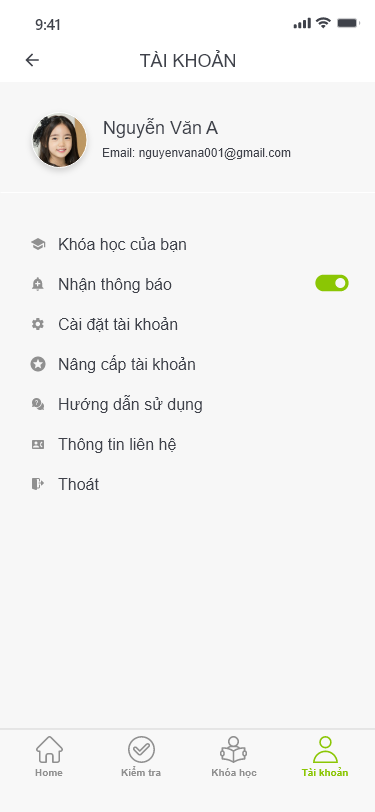 9:41
TÀI KHOẢN
Nguyễn Văn A
Email: nguyenvana001@gmail.com
Khóa học của bạn
Nhận thông báo
Cài đặt tài khoản
Nâng cấp tài khoản
Hướng dẫn sử dụng
Thông tin liên hệ
Thoát
Home
Kiểm tra
Khóa học
Tài khoản